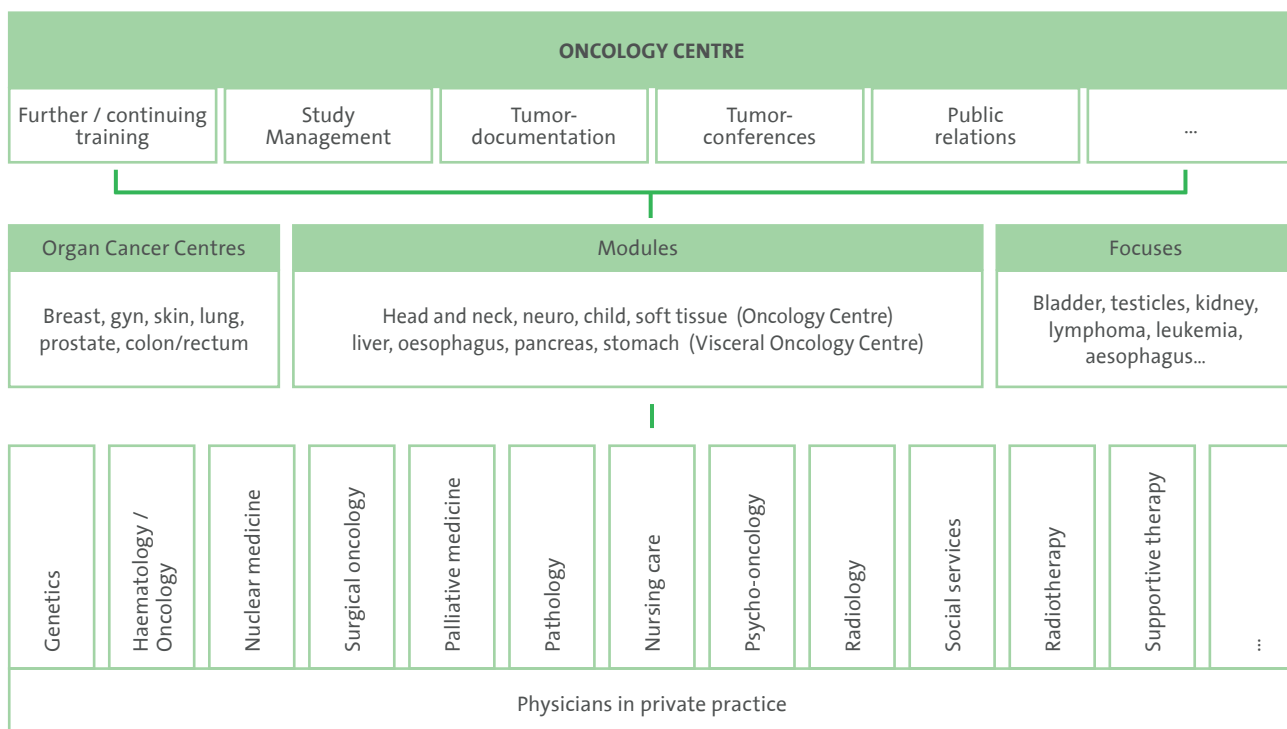 ONCOLOGY CENTRE
Further / continuing
training
Study
Management
Tumor-
documentation
Tumor-
conferences
Public
relations
...
Organ Cancer Centres
Breast, gyn, skin, lung,
prostate, colon/rectum
Modules
Head and neck, neuro, child, soft tissue (Oncology Centre)
liver, oesophagus, pancreas, stomach (Visceral Oncology Centre)
Focuses
Bladder, testicles, kidney,
lymphoma, leukemia,
aesophagus...
Genetics
Haematology /
Oncology
Nuclear medicine
Surgical oncology
Palliative medicine
Pathology
Nursing care
Psycho-oncology
Radiology
Social services
Radiotherapy
Supportive therapy
...
Physicians in private practice